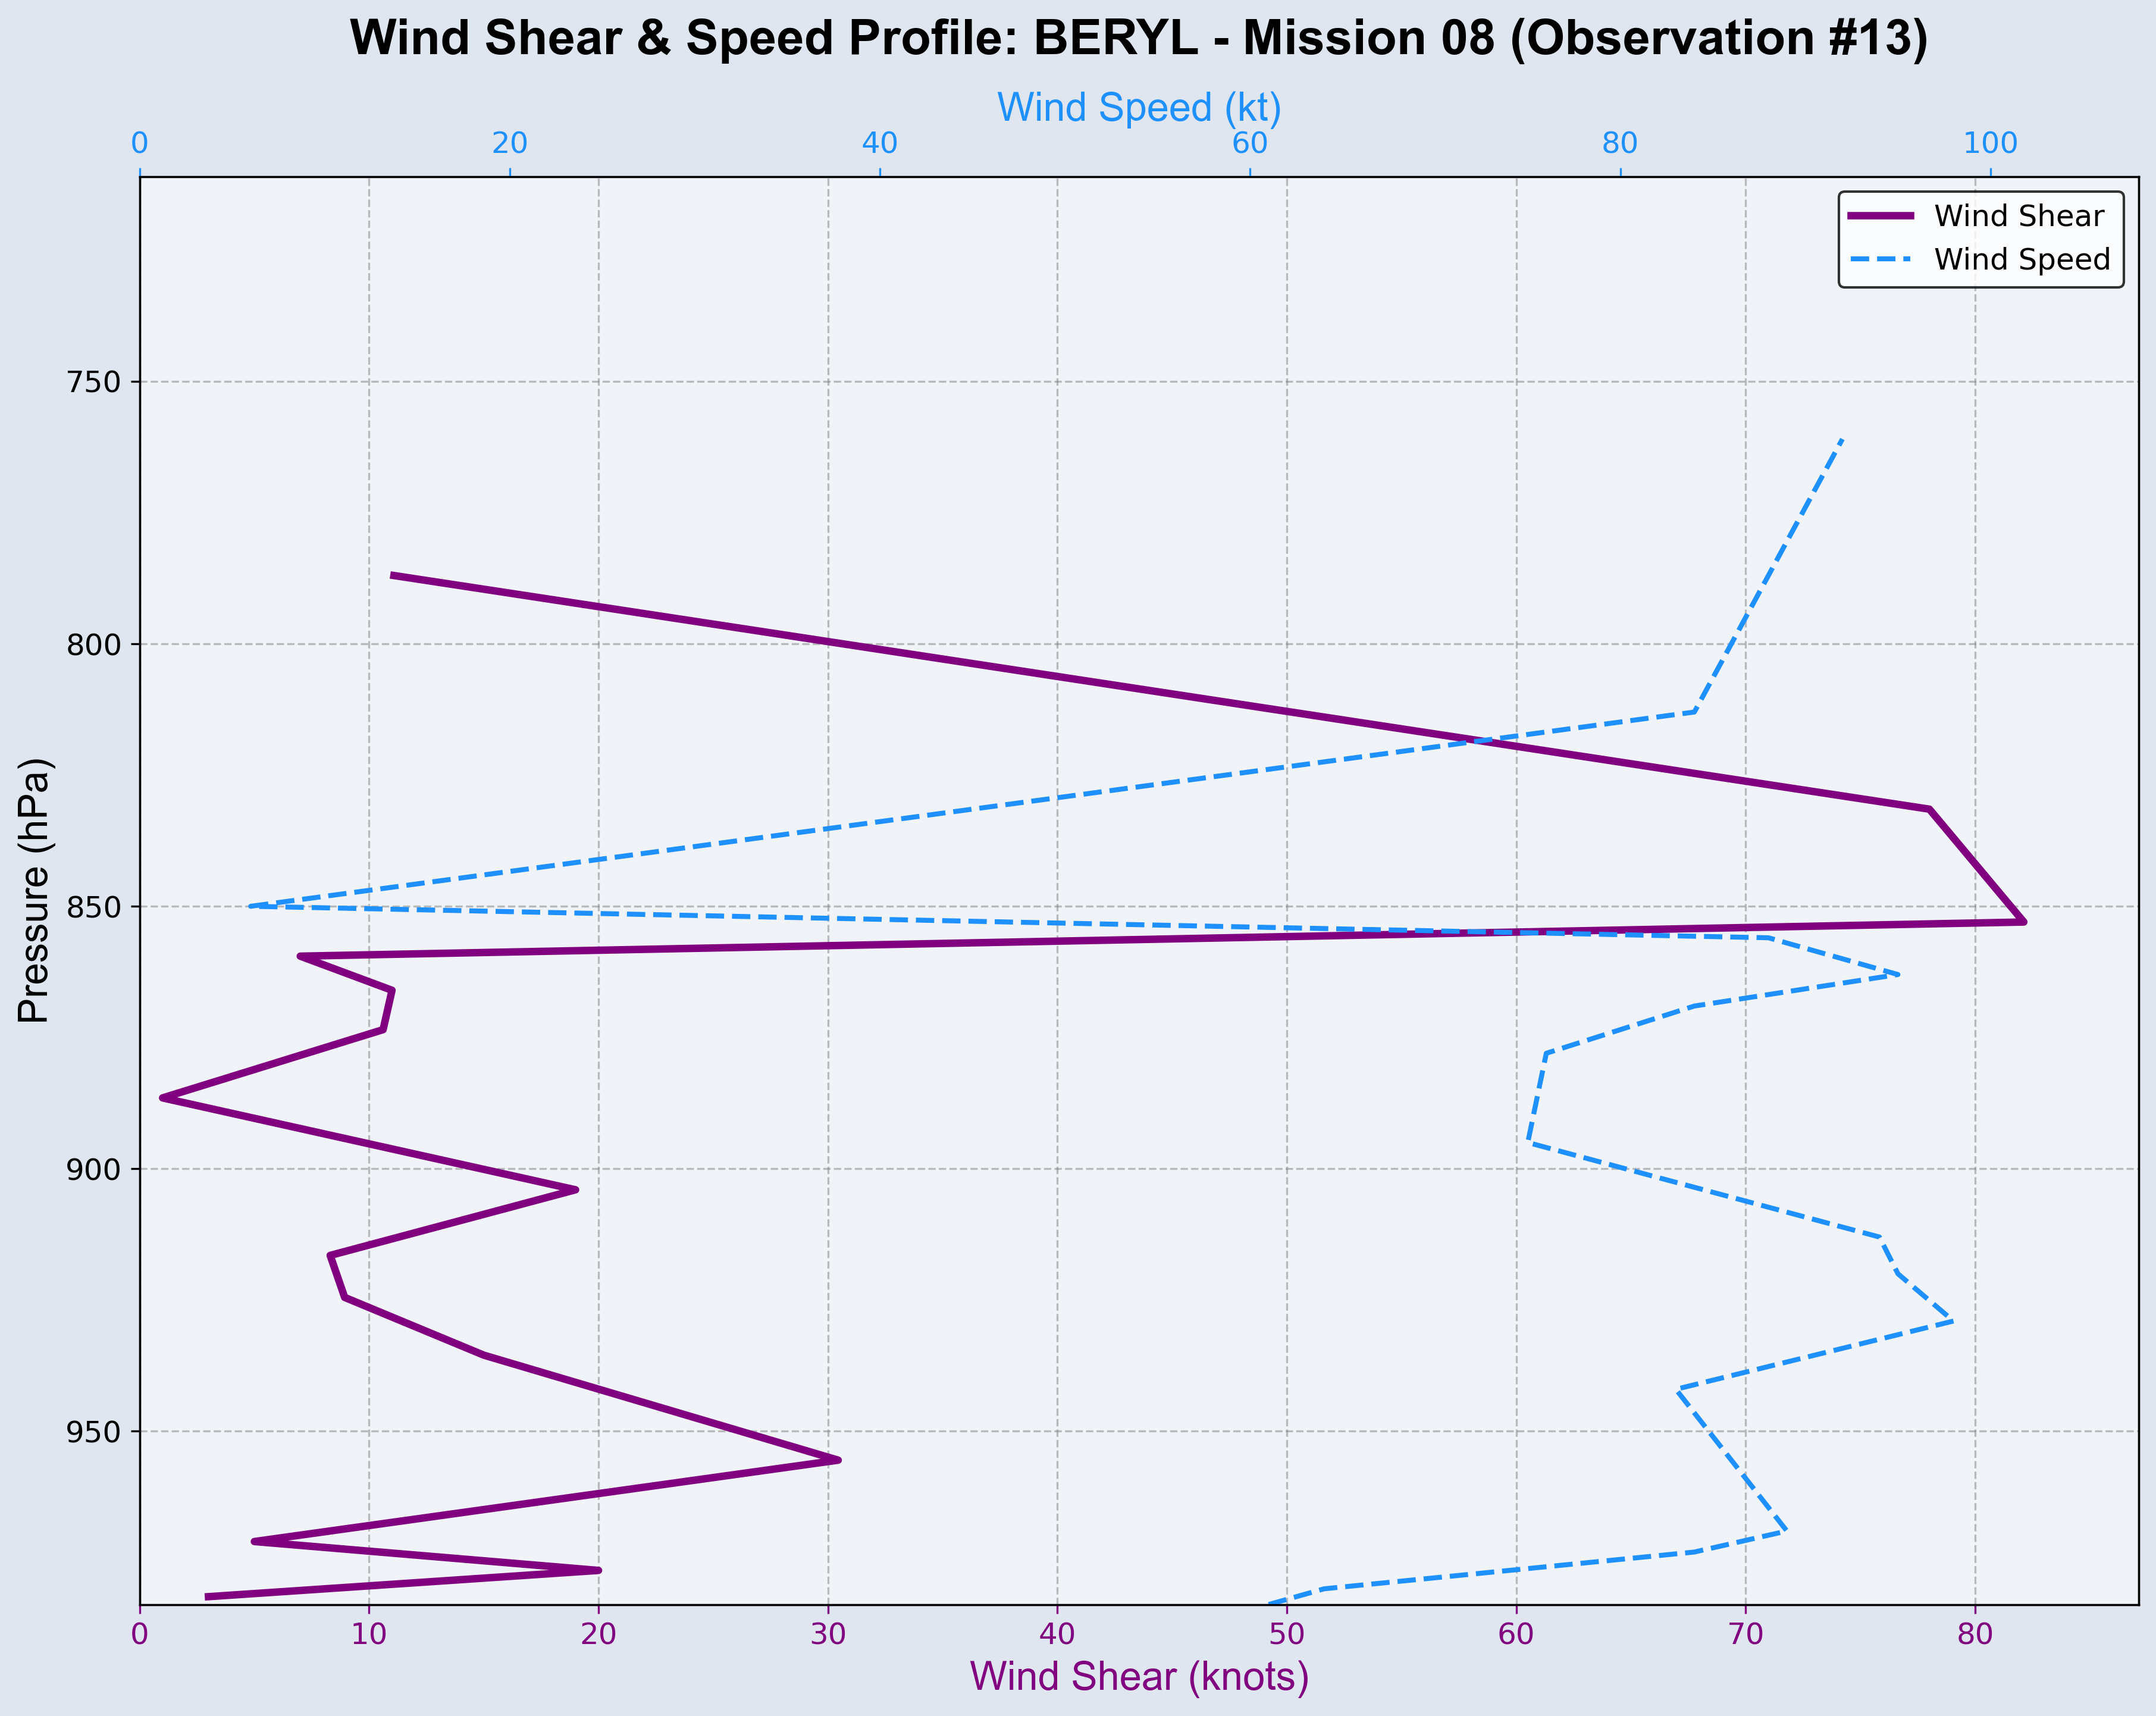 Wind Shear & Speed Profile: BERYL - Mission 08 (Observation #13)
Wind Speed (kt)
0 20 40 60 80 100
Wind Shear
Wind Speed
750
800
850
900
950
Pressure (hPa)
0 10 20 30 40 50 60 70 80
Wind Shear (knots)